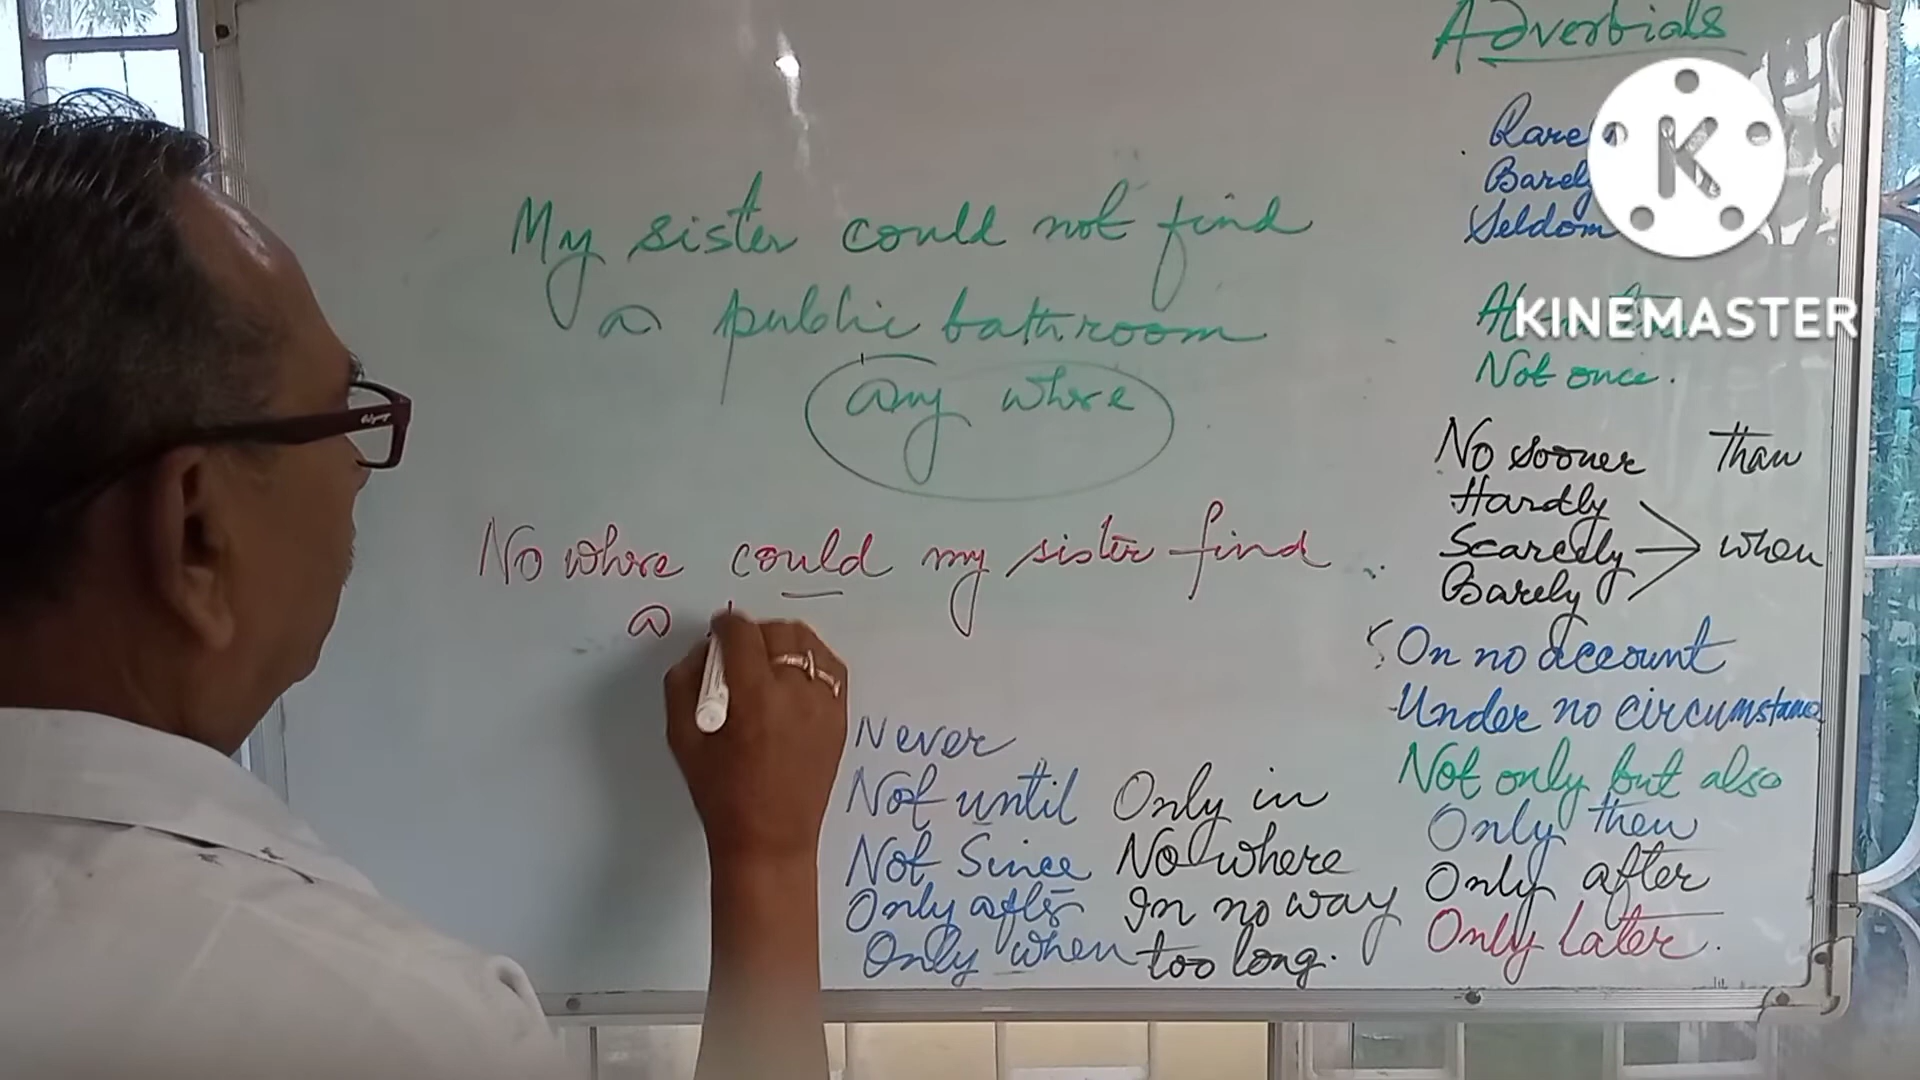 Adverbials
Barely
Seldom
Not once.
My sister could not find
a public bathroom
any where
No sooner than
Hardly
Scarcely when
Barely
No where could my sister find
a
On no account
Under no circumstance
Not only but also
Only then
Only after
Only later.
Never
Not until
Not Since
Only after
Only when
Only in
No where
In no way
too long.
K
KINEMASTER